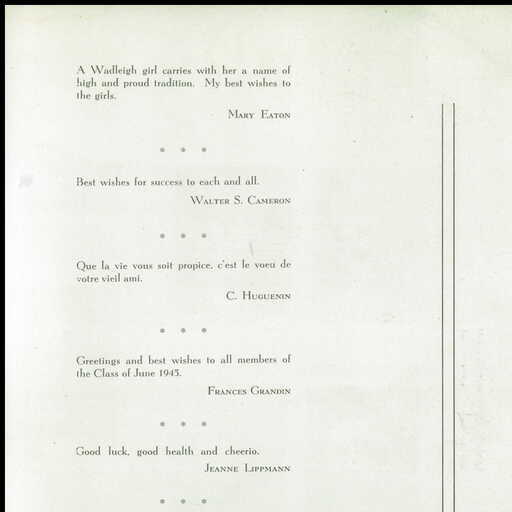 A Wadleigh girl carries with her a name of
high and proud tradition. My best wishes to
the girls.
Mary Eaton
Best wishes for success to each and all.
Walter S. Cameron
Que la vie vous soit propice, c'est le voeu de
votre vieil ami.
C. Huguenin
Greetings and best wishes to all members of
the Class of June 1945.
Frances Grandin
Good luck, good health and cheerio.
Jeanne Lippmann